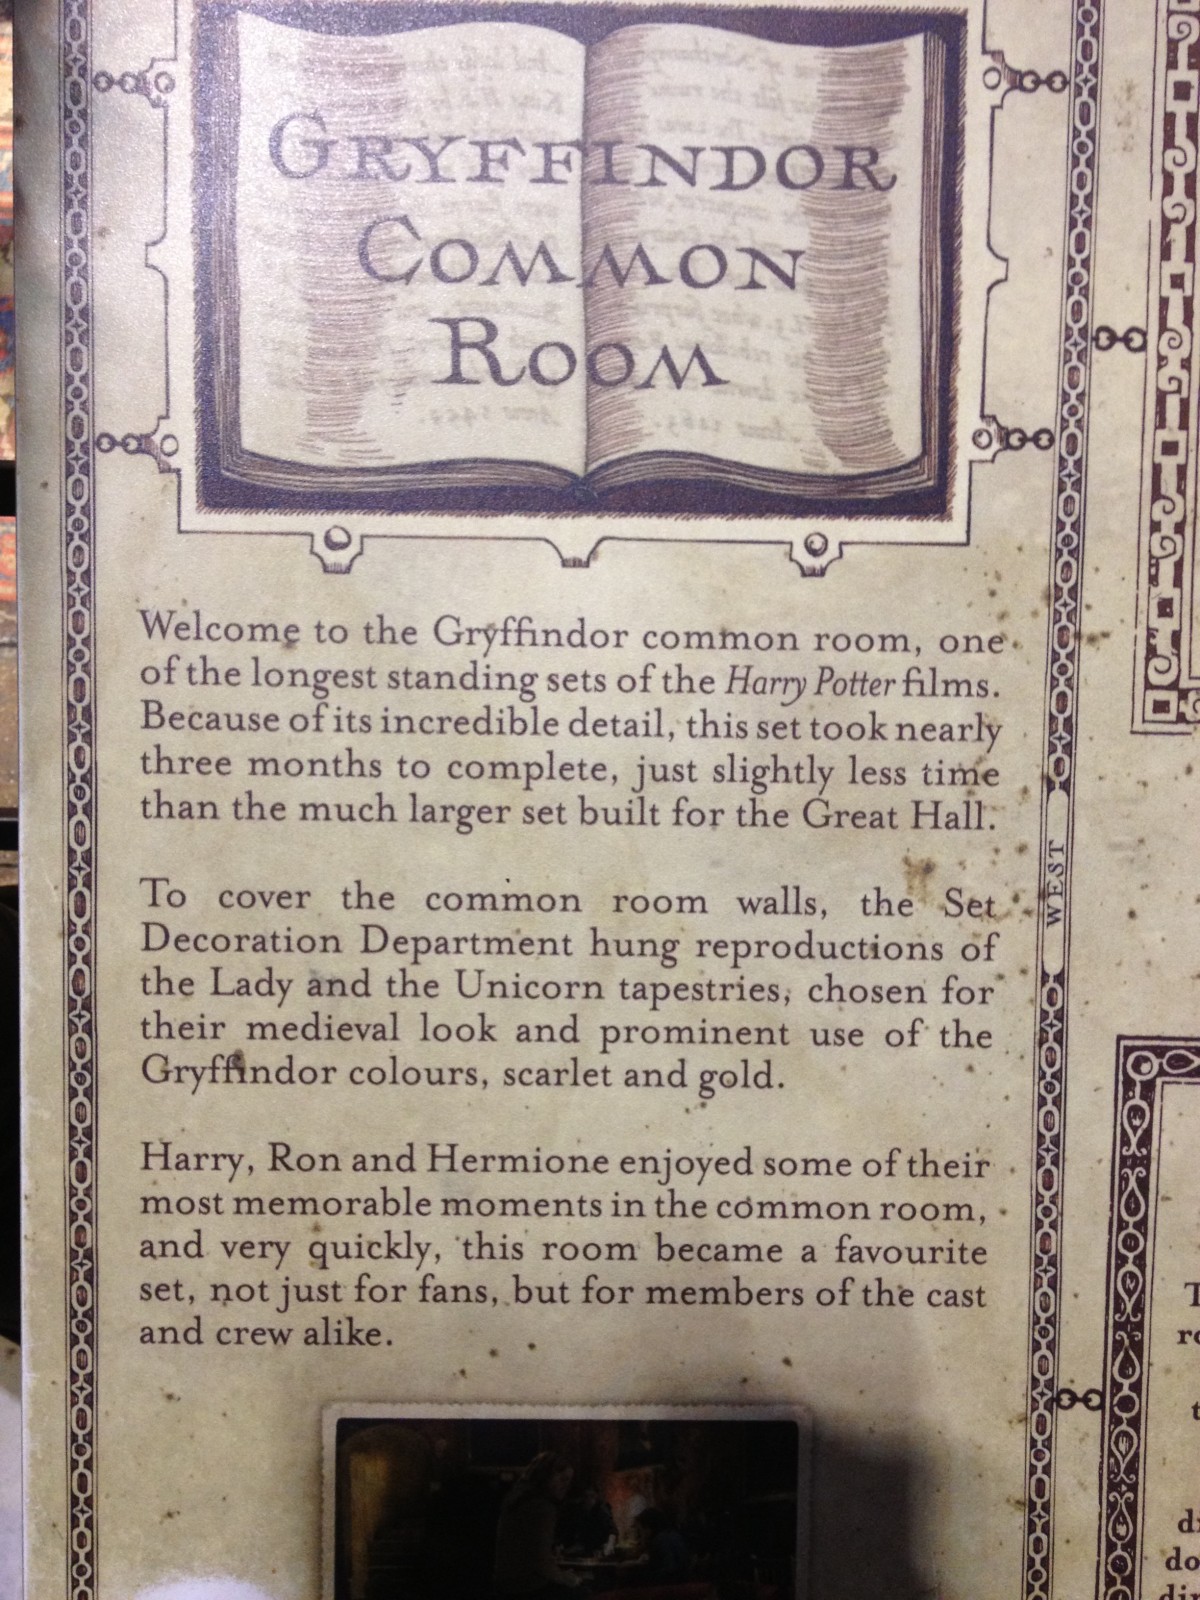 GRYFFINDOR
COMMON
ROOM
Welcome to the Gryffindor common room, one
of the longest standing sets of the Harry Potter films.
Because of its incredible detail, this set took nearly
three months to complete, just slightly less time
than the much larger set built for the Great Hall.
To cover the common room walls, the Set
Decoration Department hung reproductions of
the Lady and the Unicorn tapestries, chosen for
their medieval look and prominent use of the
Gryffindor colours, scarlet and gold.
Harry, Ron and Hermione enjoyed some of their
most memorable moments in the common room,
and very quickly, this room became a favourite
set, not just for fans, but for members of the cast
and crew alike.
WEST